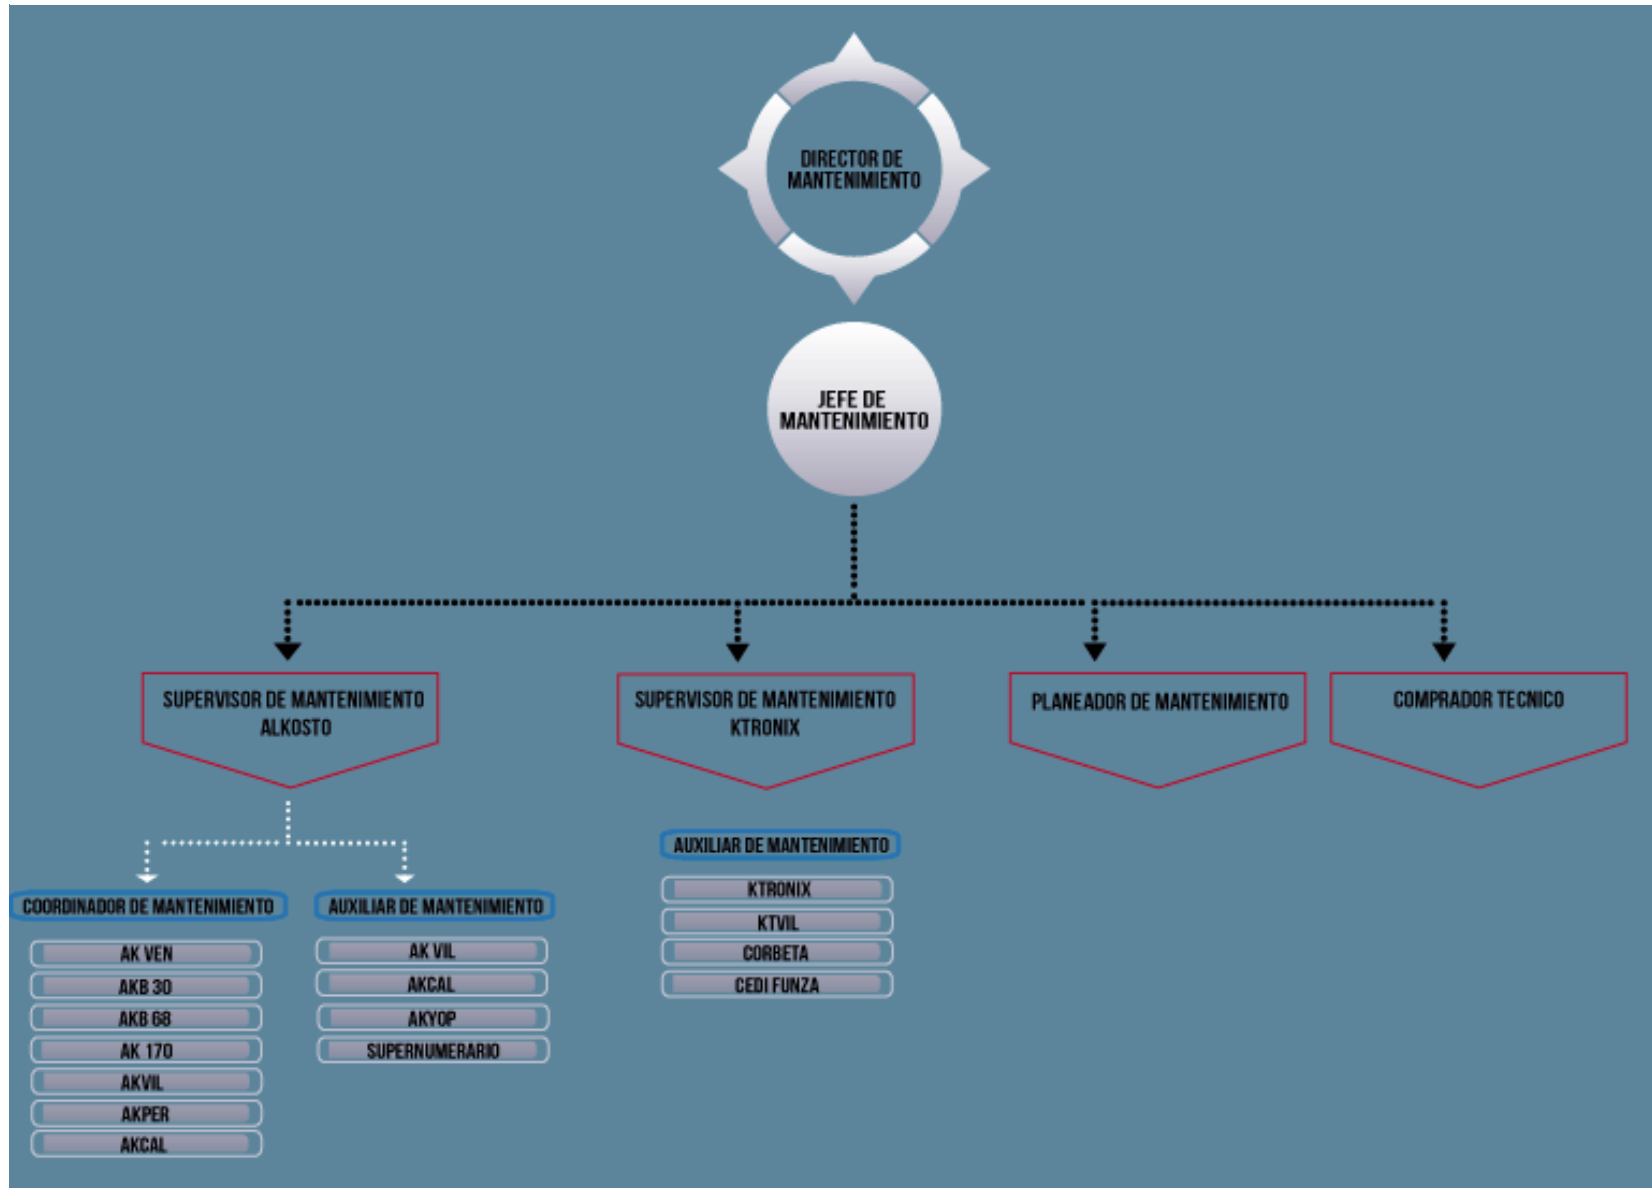 DIRECTOR DE
MANTENIMIENTO
JEFE DE
MANTENIMIENTO
SUPERVISOR DE MANTENIMIENTO
ALKOSTO
SUPERVISOR DE MANTENIMIENTO
KTRONIX
PLANEADOR DE MANTENIMIENTO
COMPRADOR TECNICO
COORDINADOR DE MANTENIMIENTO
AK VEN
AKB 30
AKB 68
AK 170
AKVIL
AKPER
AKCAL
AUXILIAR DE MANTENIMIENTO
AK VIL
AKCAL
AKYOP
SUPERNUMERARIO
AUXILIAR DE MANTENIMIENTO
KTRONIX
KTVIL
CORBETA
CEDI FUNZA